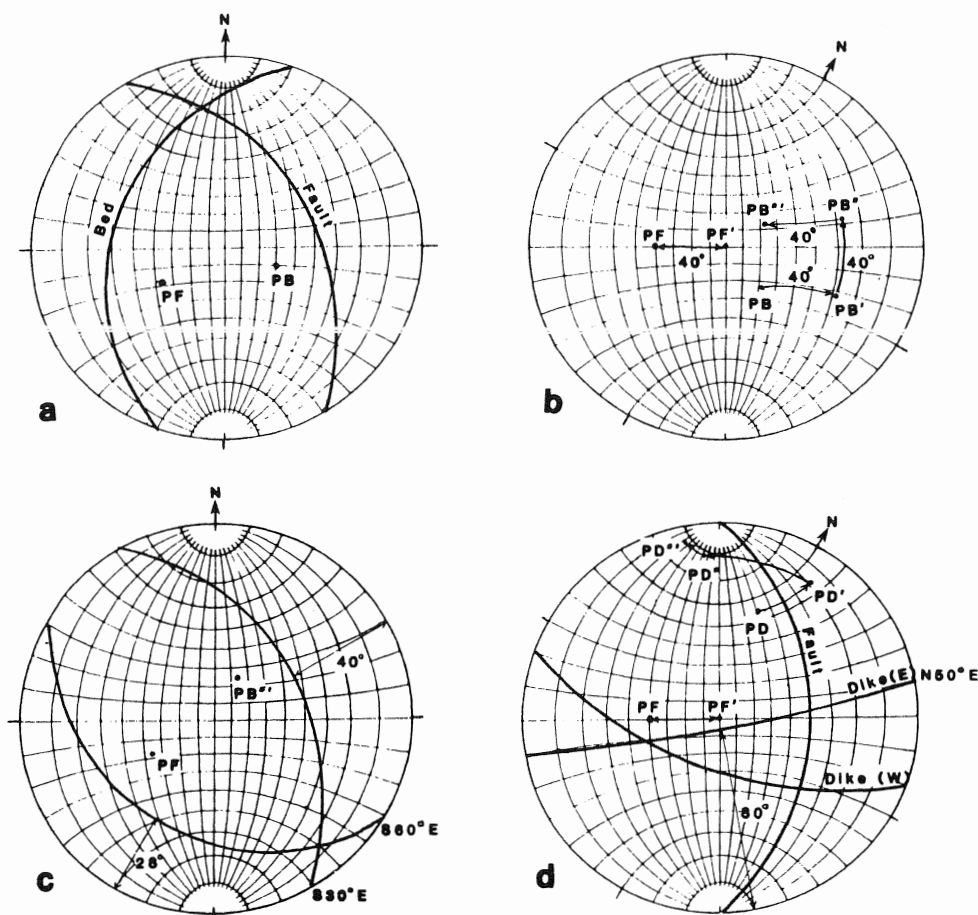 N
Bed
Fault
PF
PB
a
N
PF
PF'
40°
PB"'
PB"
40°
40°
40°
PB
PB'
b
N
40°
PB"'
PF
S60°E
28°
S30°E
c
N
PD"'
PD"
PD'
PD
Fault
Dike(E) N50°E
PF
PF'
Dike (W)
60°
d